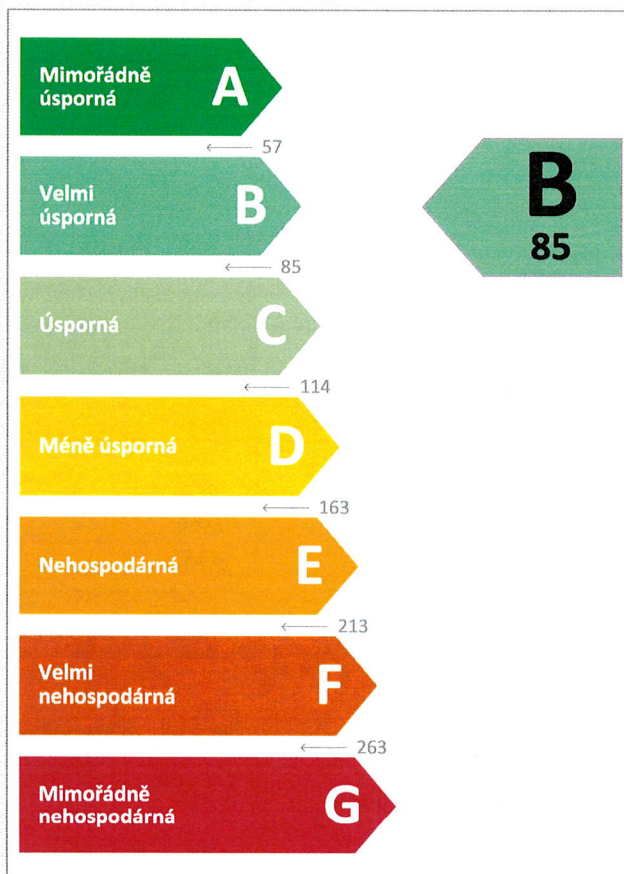 Mimořádně
úsporná
A
← 57
Velmi
úsporná
B
← 85
B
85
Úsporná
C
← 114
Méně úsporná
D
← 163
Nehospodárná
E
← 213
Velmi
nehospodárná
F
← 263
Mimořádně
nehospodárná
G